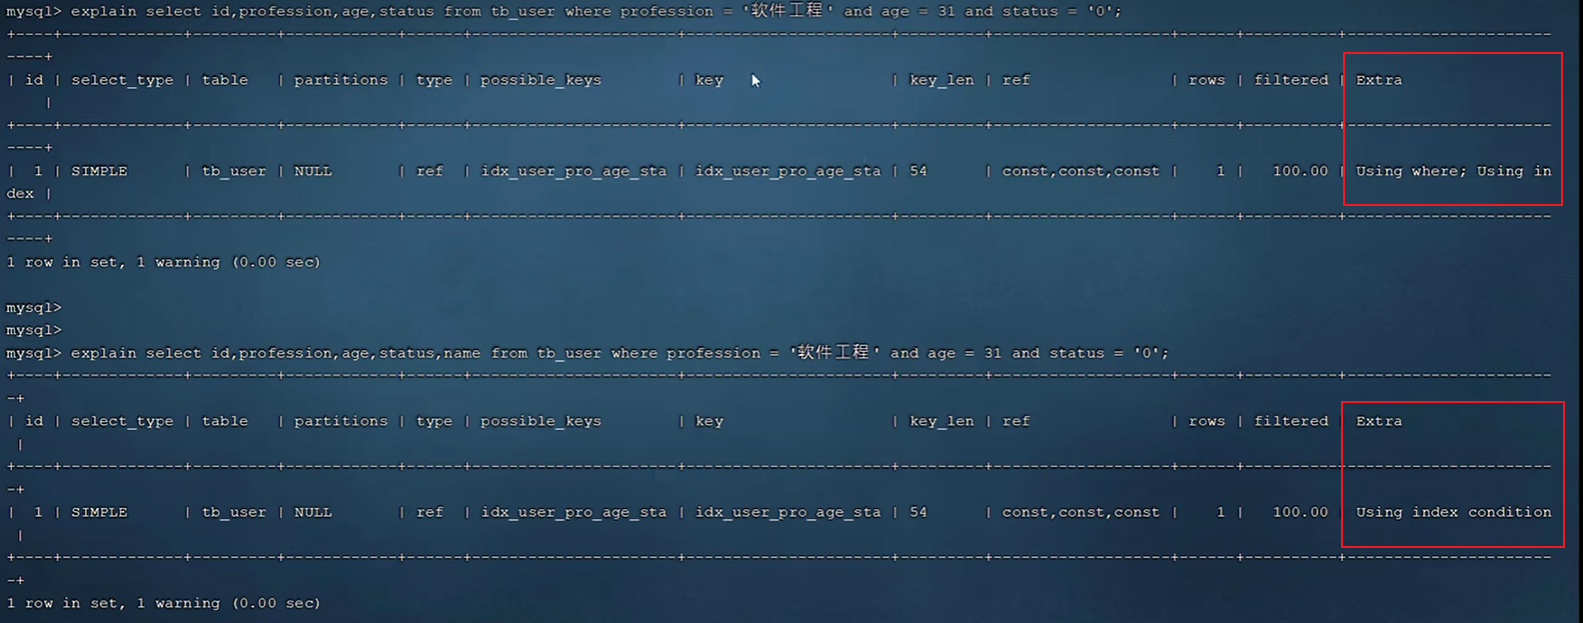 mysql> explain select id,profession,age,status from tb_user where profession = '软件工程' and age = 31 and status = '0';
+----+-------------+---------+------------+------+----------------------+----------------------+---------+-------------------+------+----------+----------------------
----+
| id | select_type | table   | partitions | type | possible_keys        | key                  | key_len | ref               | rows | filtered | Extra
    |
+----+-------------+---------+------------+------+----------------------+----------------------+---------+-------------------+------+----------+----------------------
----+
|  1 | SIMPLE      | tb_user | NULL       | ref  | idx_user_pro_age_sta | idx_user_pro_age_sta | 54      | const,const,const |    1 |   100.00 | Using where; Using in
dex |
+----+-------------+---------+------------+------+----------------------+----------------------+---------+-------------------+------+----------+----------------------
----+
1 row in set, 1 warning (0.00 sec)
mysql>
mysql>
mysql> explain select id,profession,age,status,name from tb_user where profession = '软件工程' and age = 31 and status = '0';
+----+-------------+---------+------------+------+----------------------+----------------------+---------+-------------------+------+----------+----------------------
-+
| id | select_type | table   | partitions | type | possible_keys        | key                  | key_len | ref               | rows | filtered | Extra
 |
+----+-------------+---------+------------+------+----------------------+----------------------+---------+-------------------+------+----------+----------------------
-+
|  1 | SIMPLE      | tb_user | NULL       | ref  | idx_user_pro_age_sta | idx_user_pro_age_sta | 54      | const,const,const |    1 |   100.00 | Using index condition
 |
+----+-------------+---------+------------+------+----------------------+----------------------+---------+-------------------+------+----------+----------------------
-+
1 row in set, 1 warning (0.00 sec)